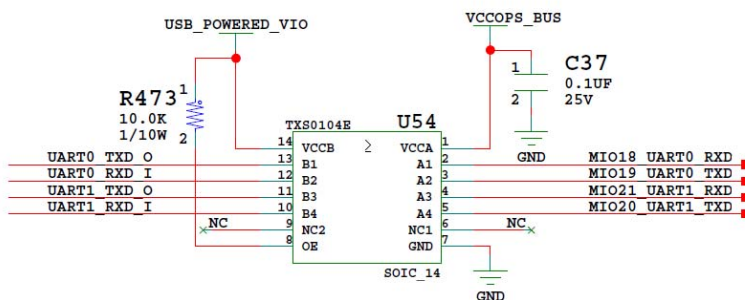 USB_POWERED_VIO
VCCOPS_BUS
R473
10.0K
1/10W
1
2
C37
0.1UF
25V
1
2
GND
TXS0104E
U54
14 VCCB ≥ VCCA 1
UART0_TXD_O 13 B1 A1 2 MIO18_UART0_RXD
UART0_RXD_I 12 B2 A2 3 MIO19_UART0_TXD
UART1_TXD_O 11 B3 A3 4 MIO21_UART1_RXD
UART1_RXD_I 10 B4 A4 5 MIO20_UART1_TXD
NC 9 NC2 NC1 6 NC
8 OE GND 7
SOIC_14
GND